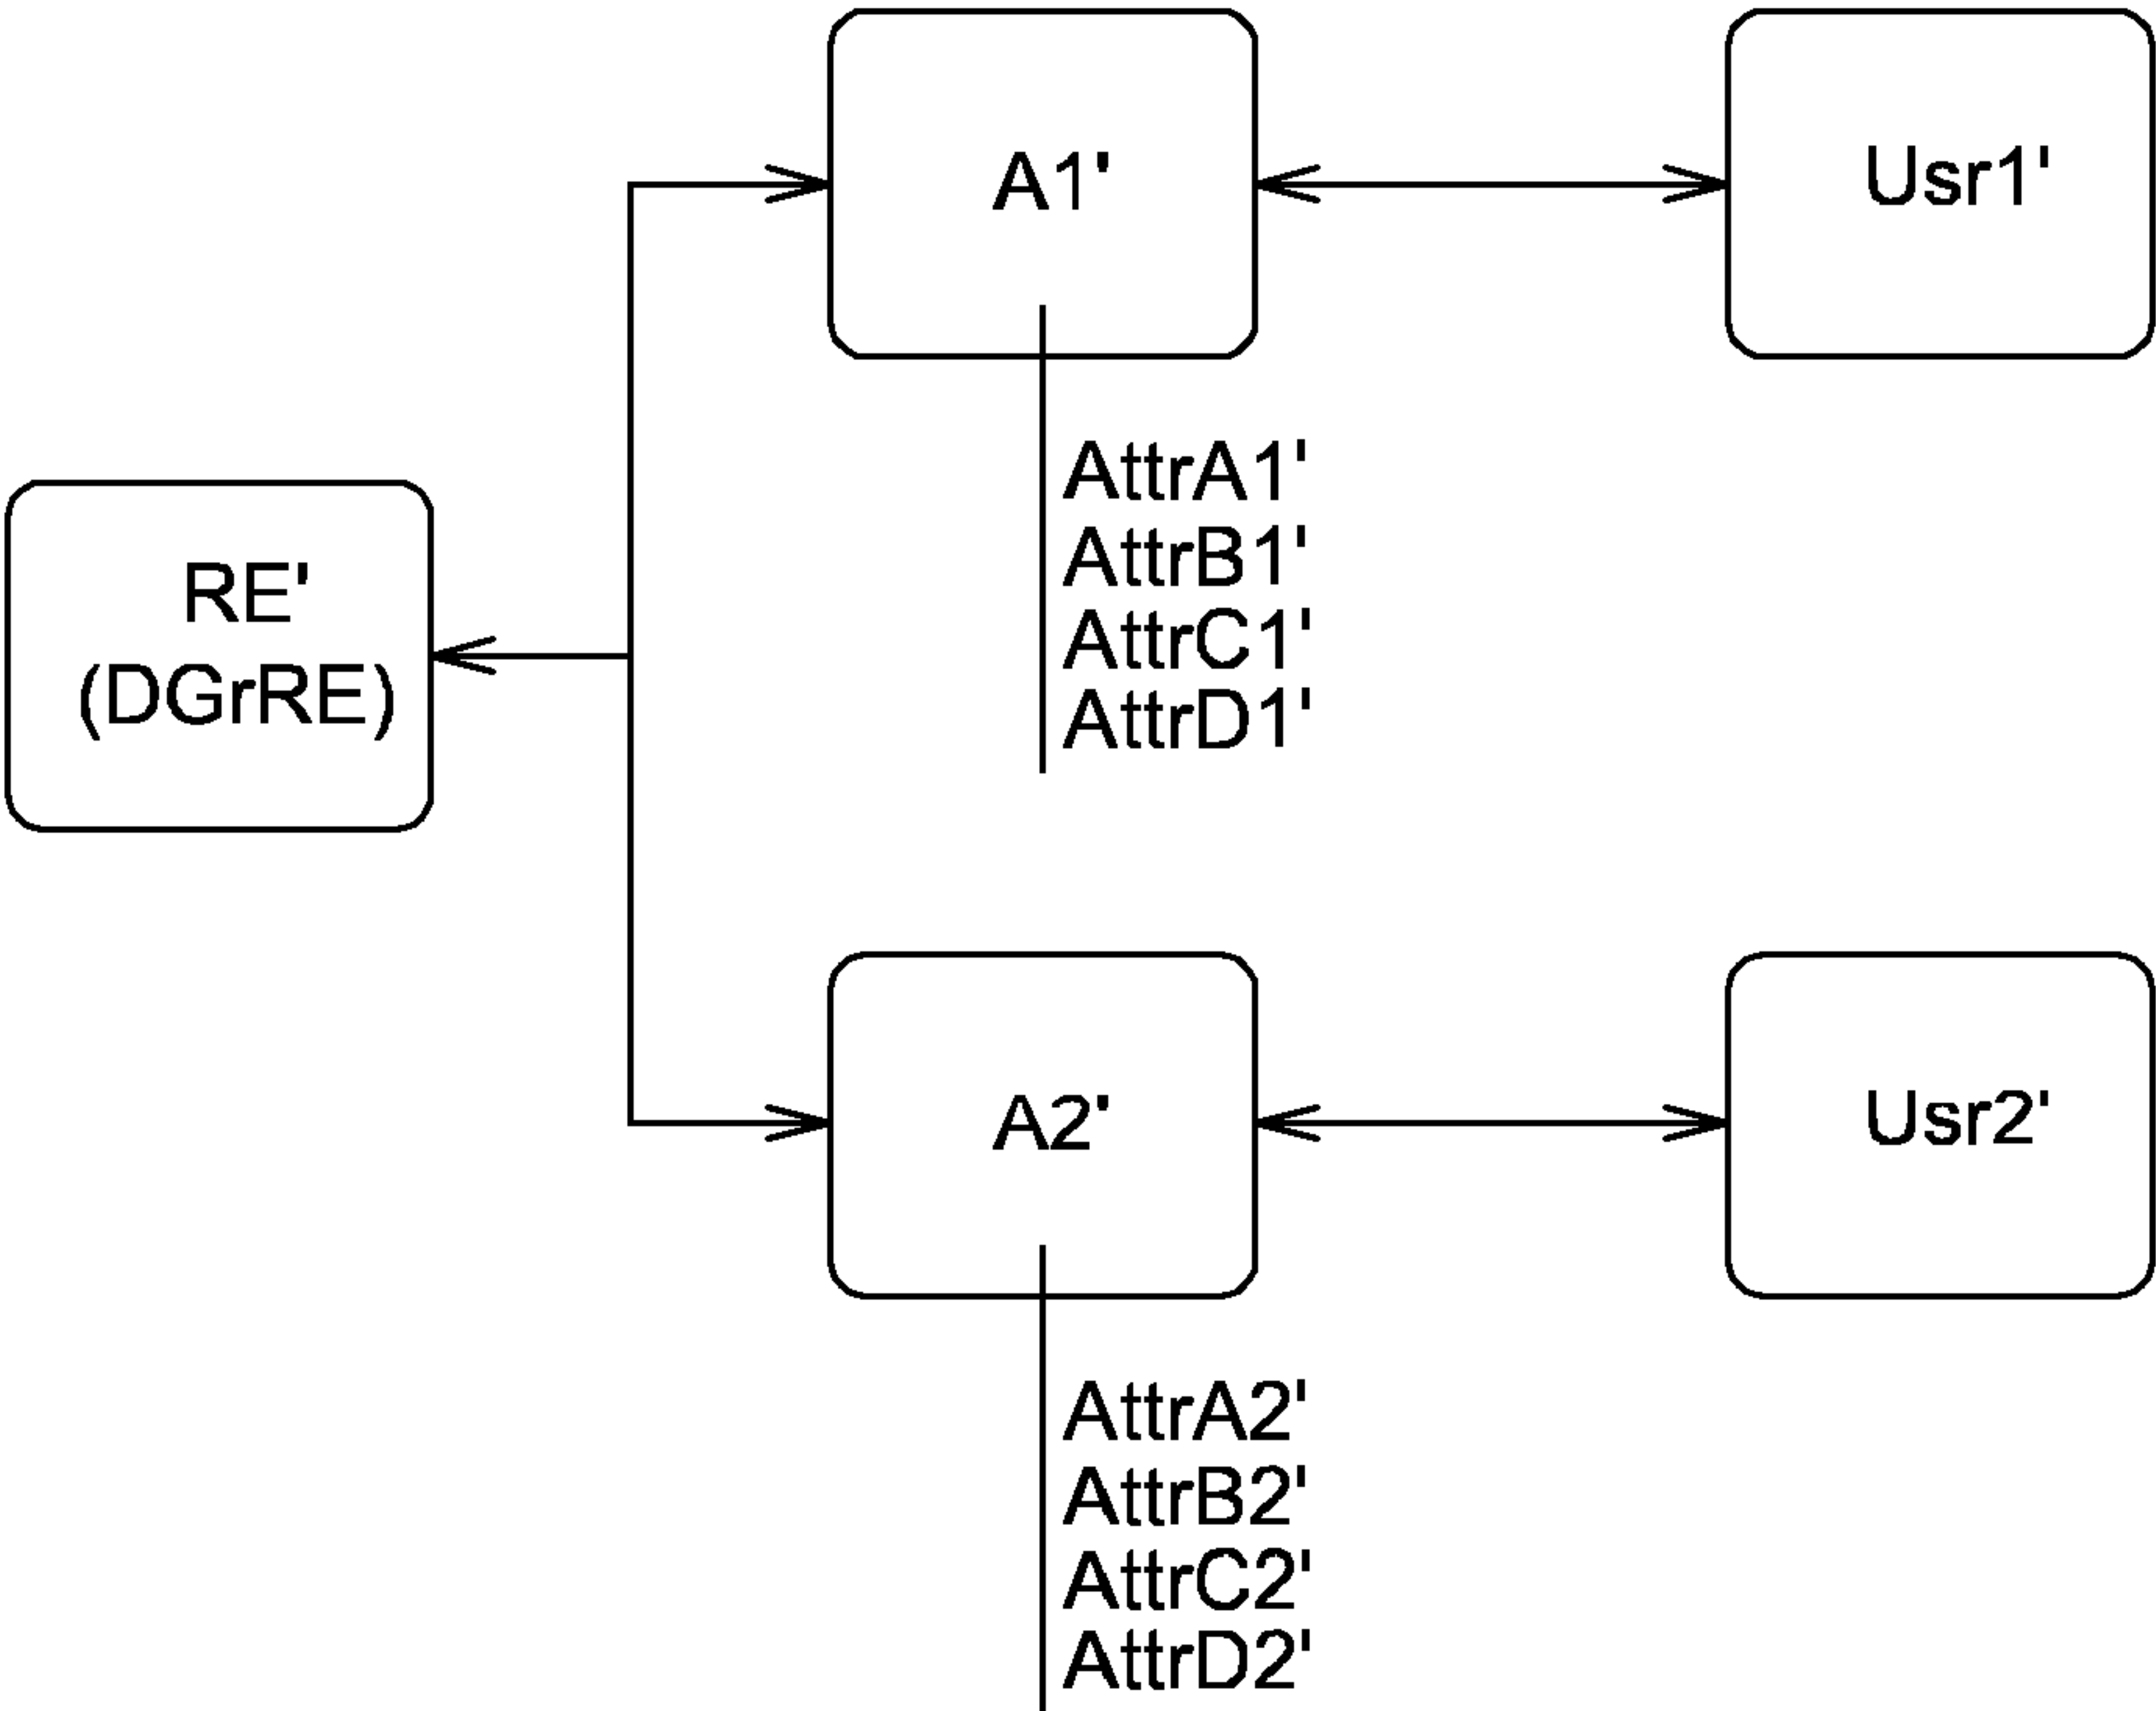 A1'
Usr1'
AttrA1'
AttrB1'
AttrC1'
AttrD1'
RE'
(DGrRE)
A2'
Usr2'
AttrA2'
AttrB2'
AttrC2'
AttrD2'